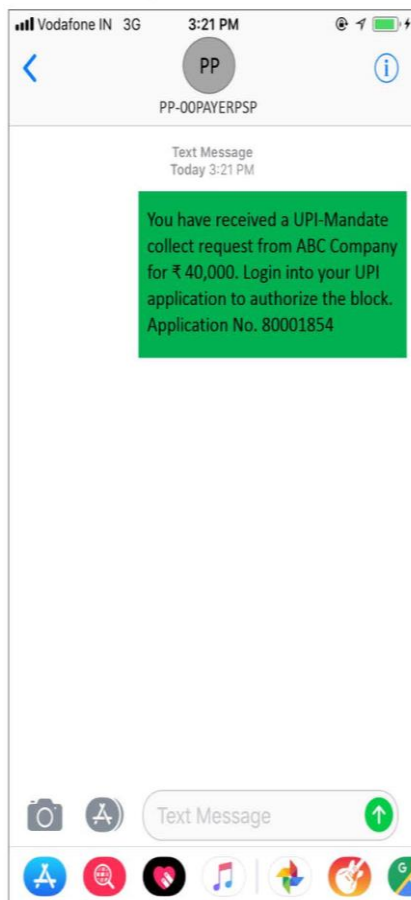 Vodafone IN 3G 3:21 PM
PP
PP-OOPAYERPSP
Text Message
Today 3:21 PM
You have received a UPI-Mandate
collect request from ABC Company
for ₹ 40,000. Login into your UPI
application to authorize the block.
Application No. 80001854
Text Message